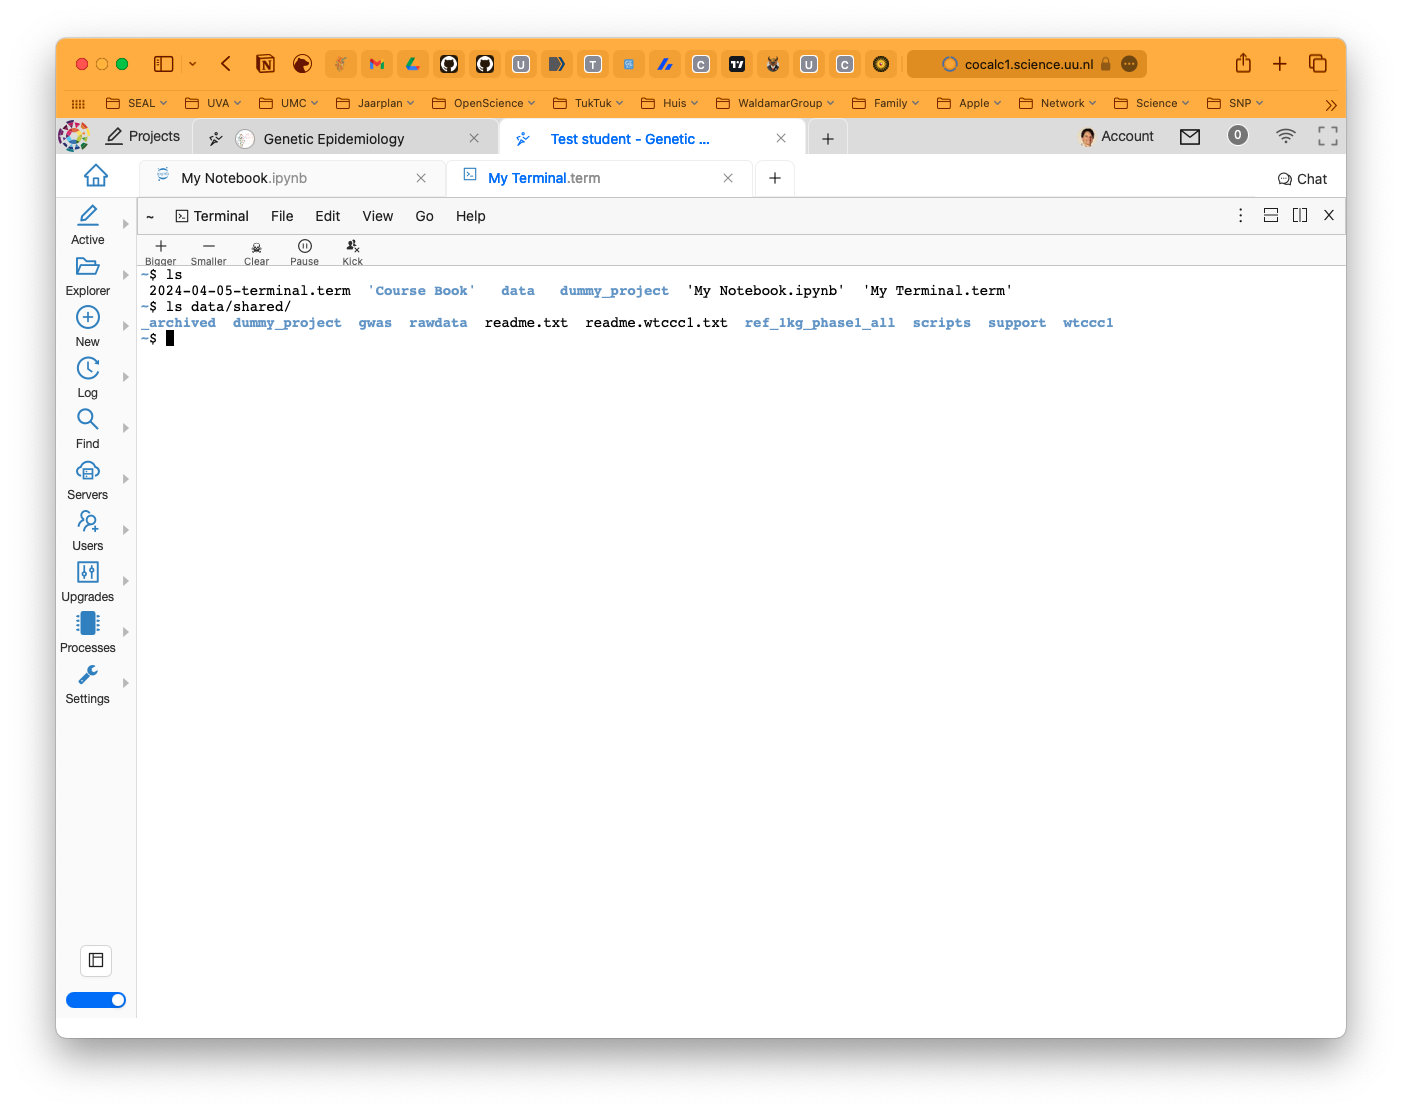 cocalc1.science.uu.nl
SEAL UVA UMC Jaarplan OpenScience TukTuk Huis WaldamarGroup Family Apple Network Science SNP
Projects Genetic Epidemiology Test student - Genetic ... Account 0
My Notebook.ipynb My Terminal.term Chat
~ Terminal File Edit View Go Help
Bigger Smaller Clear Pause Kick
~$ ls
2024-04-05-terminal.term 'Course Book' data dummy_project 'My Notebook.ipynb' 'My Terminal.term'
~$ ls data/shared/
_archived dummy_project gwas rawdata readme.txt readme.wtccc1.txt ref_1kg_phase1_all scripts support wtccc1
~$
Active
Explorer
New
Log
Find
Servers
Users
Upgrades
Processes
Settings